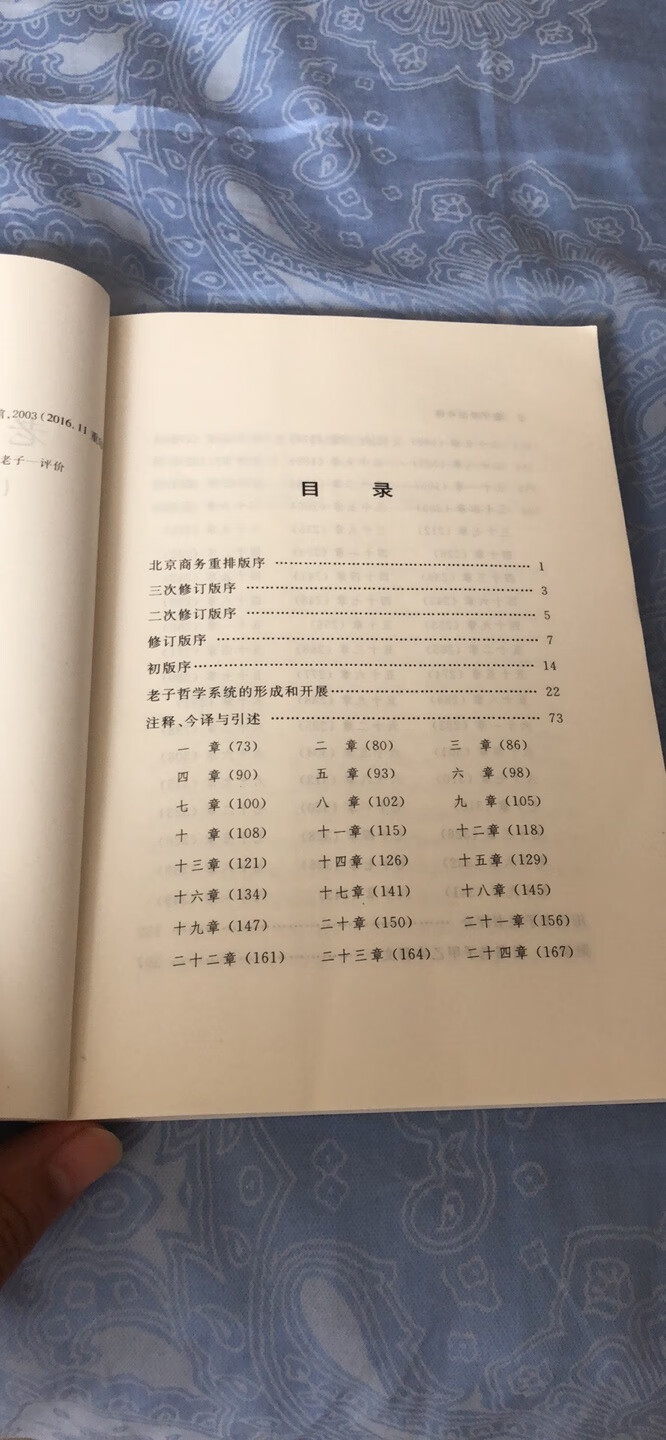 2003(2016.11
老子—评价
目 录
北京商务重排版序 …………………………………… 1
三次修订版序 …………………………………… 3
二次修订版序 …………………………………… 5
修订版序 …………………………………… 7
初版序…………………………………… 14
老子哲学系统的形成和开展…………………………… 22
注释、今译与引述 …………………………………… 73
一 章(73) 二 章(80) 三 章(86)
四 章(90) 五 章(93) 六 章(98)
七 章(100) 八 章(102) 九 章(105)
十 章(108) 十一章(115) 十二章(118)
十三章(121) 十四章(126) 十五章(129)
十六章(134) 十七章(141) 十八章(145)
十九章(147) 二十章(150) 二十一章(156)
二十二章(161) 二十三章(164) 二十四章(167)